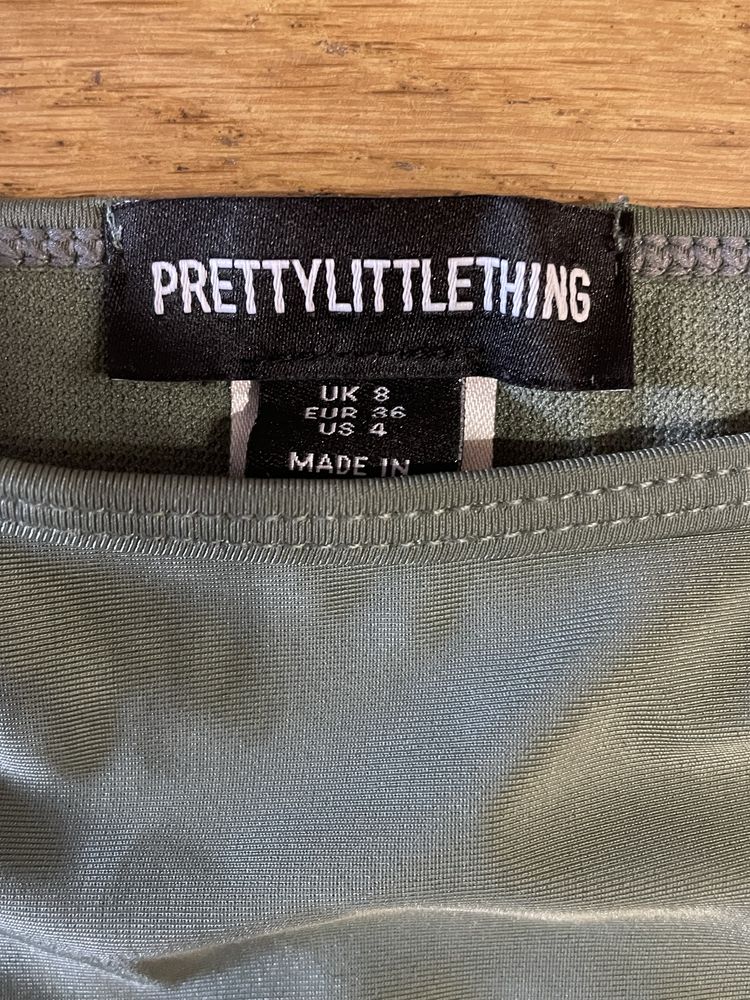 PRETTYLITTLETHING
UK 8
EUR 36
US 4
MADE IN